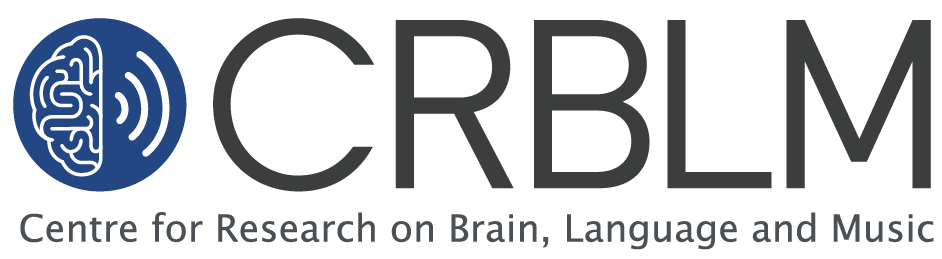 CRBLM
Centre for Research on Brain, Language and Music